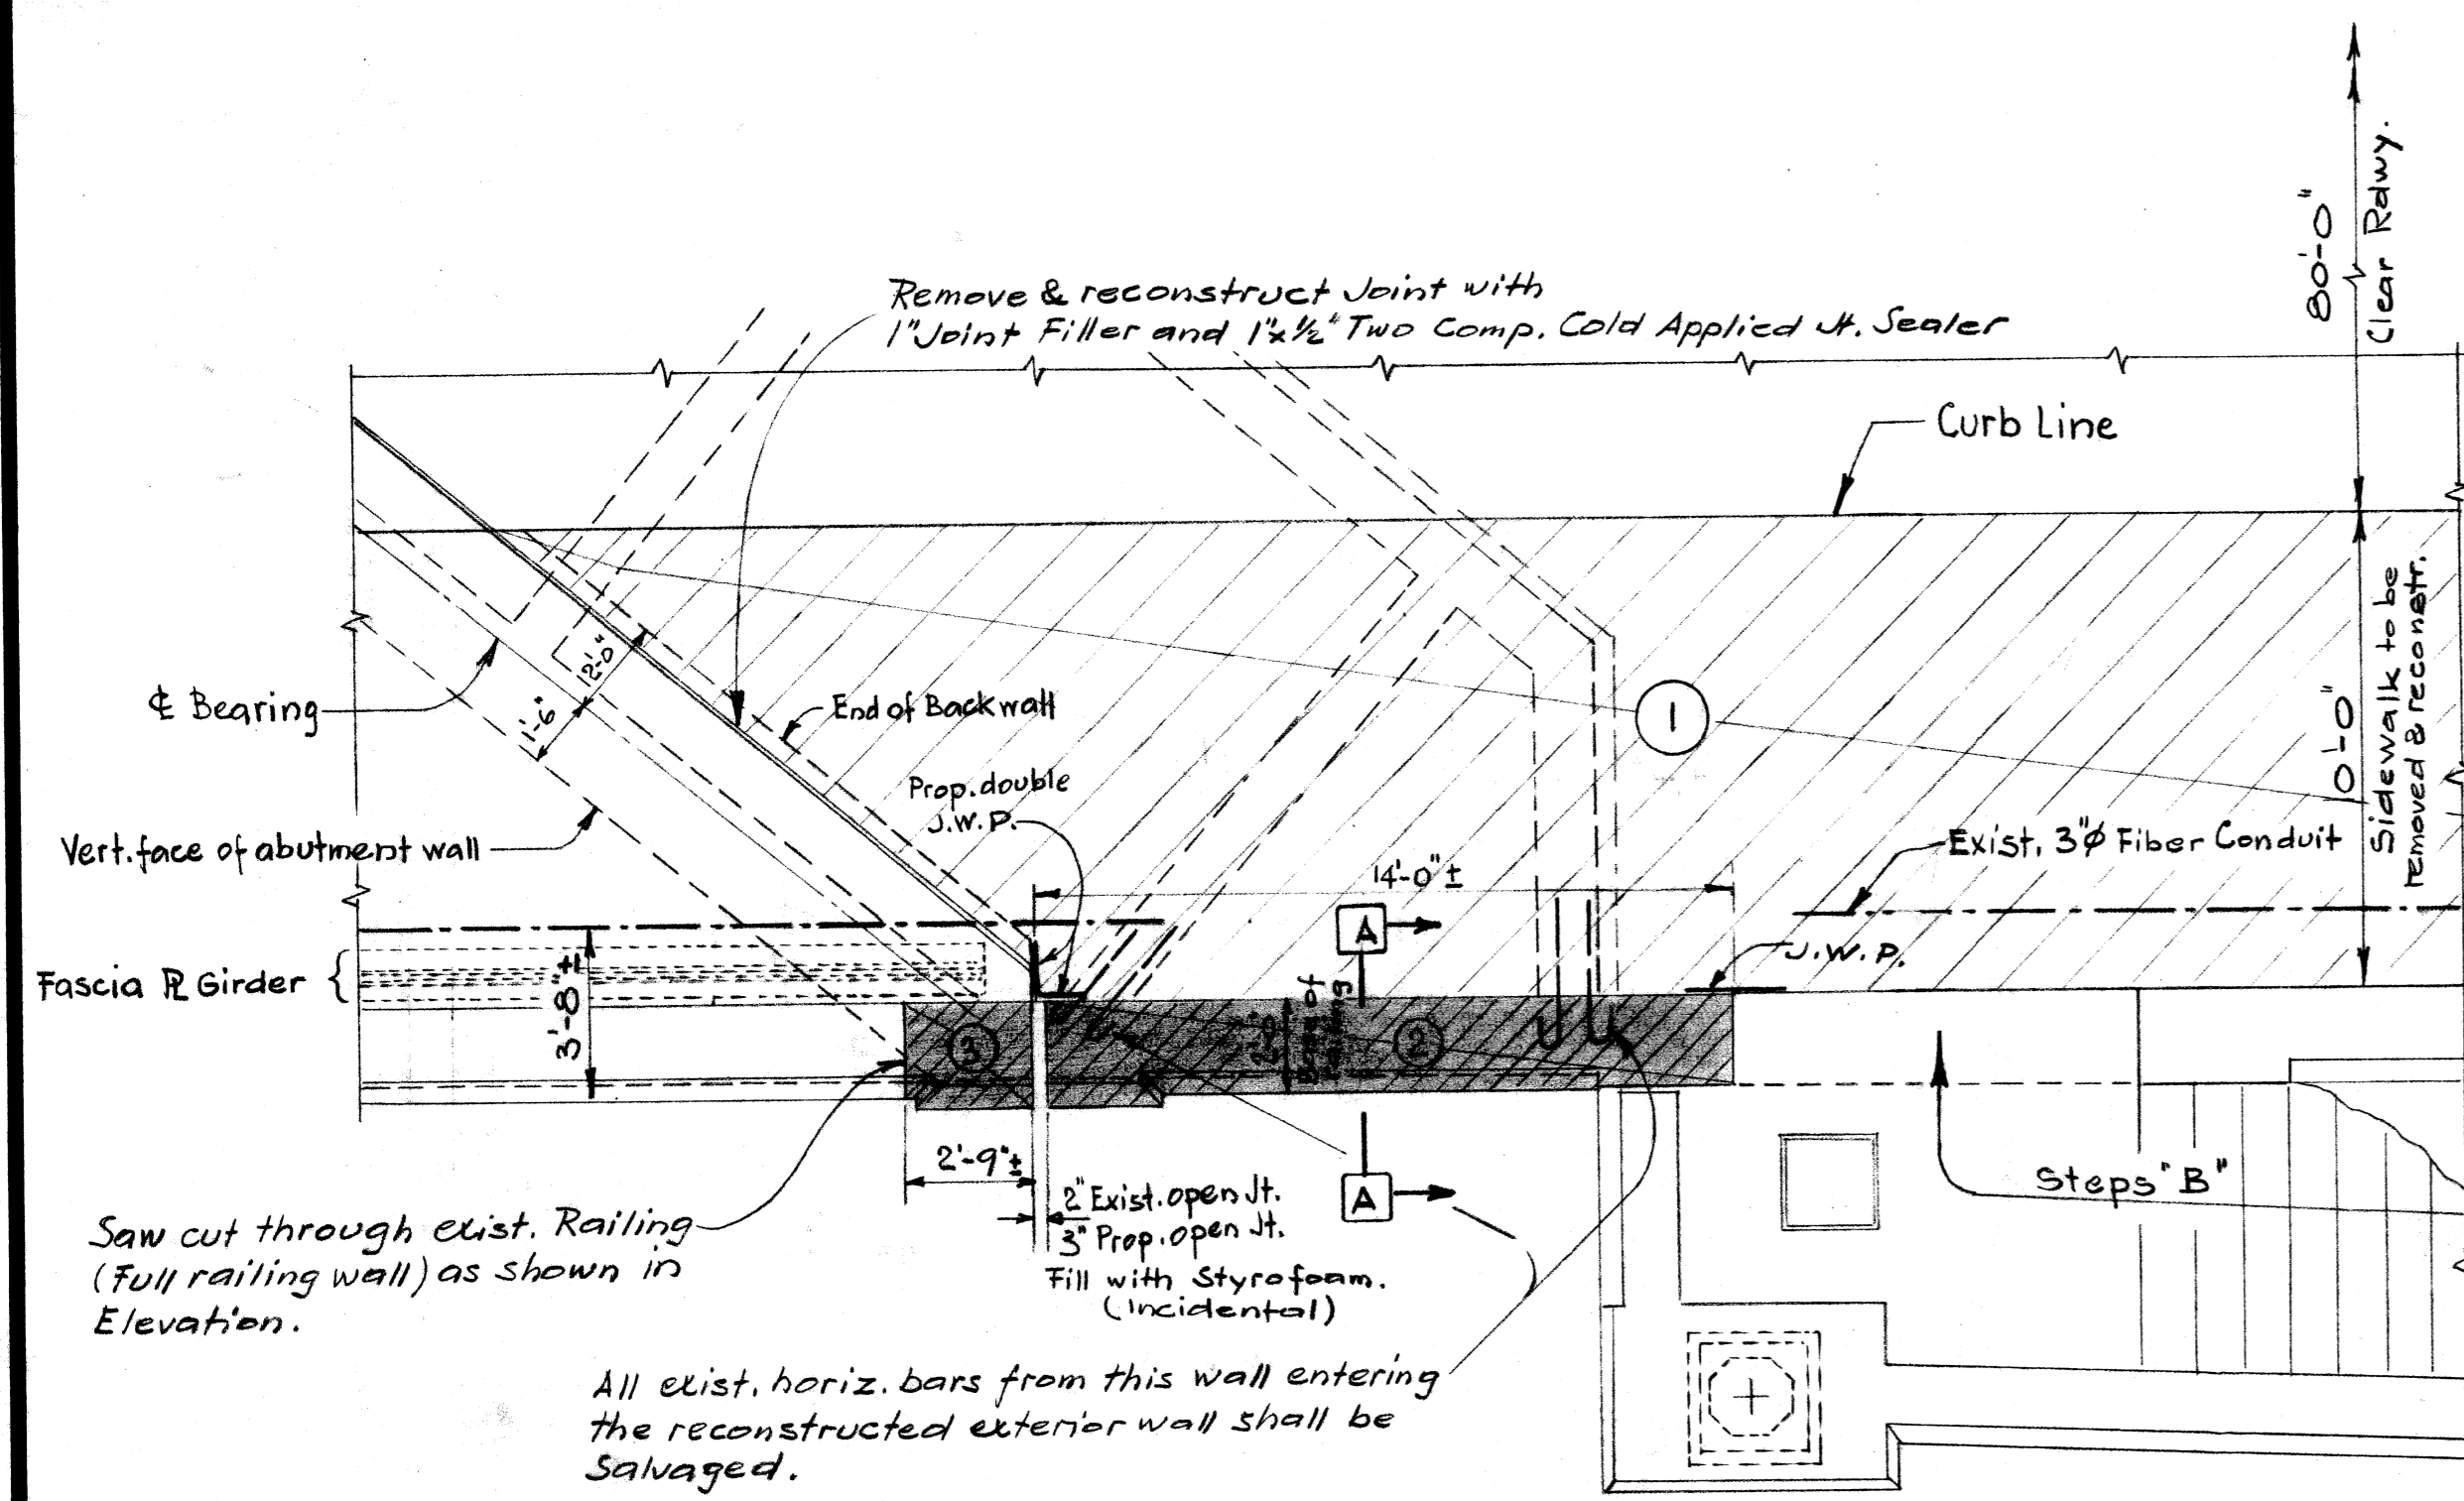 80'-0"
Clear Rdwy.
Remove & reconstruct Joint with
1" Joint Filler and 1"x½" Two Comp. Cold Applied Jt. Sealer
Curb Line
Sidewalk to be
removed & reconstr.
10'-0"
2'-0"
1'-6"
℄ Bearing
End of Backwall
1
Prop. double
J.W.P.
Vert. face of abutment wall
Exist. 3"φ Fiber Conduit
14'-0" ±
A
J.W.P.
Fascia PL Girder
3'-8"±
3
2
2'-9"±
2" Exist. open Jt.
3" Prop. open Jt.
Fill with Styrofoam.
(Incidental)
A
Steps "B"
Saw cut through exist. Railing
(Full railing wall) as shown in
Elevation.
All exist. horiz. bars from this wall entering
the reconstructed exterior wall shall be
Salvaged.